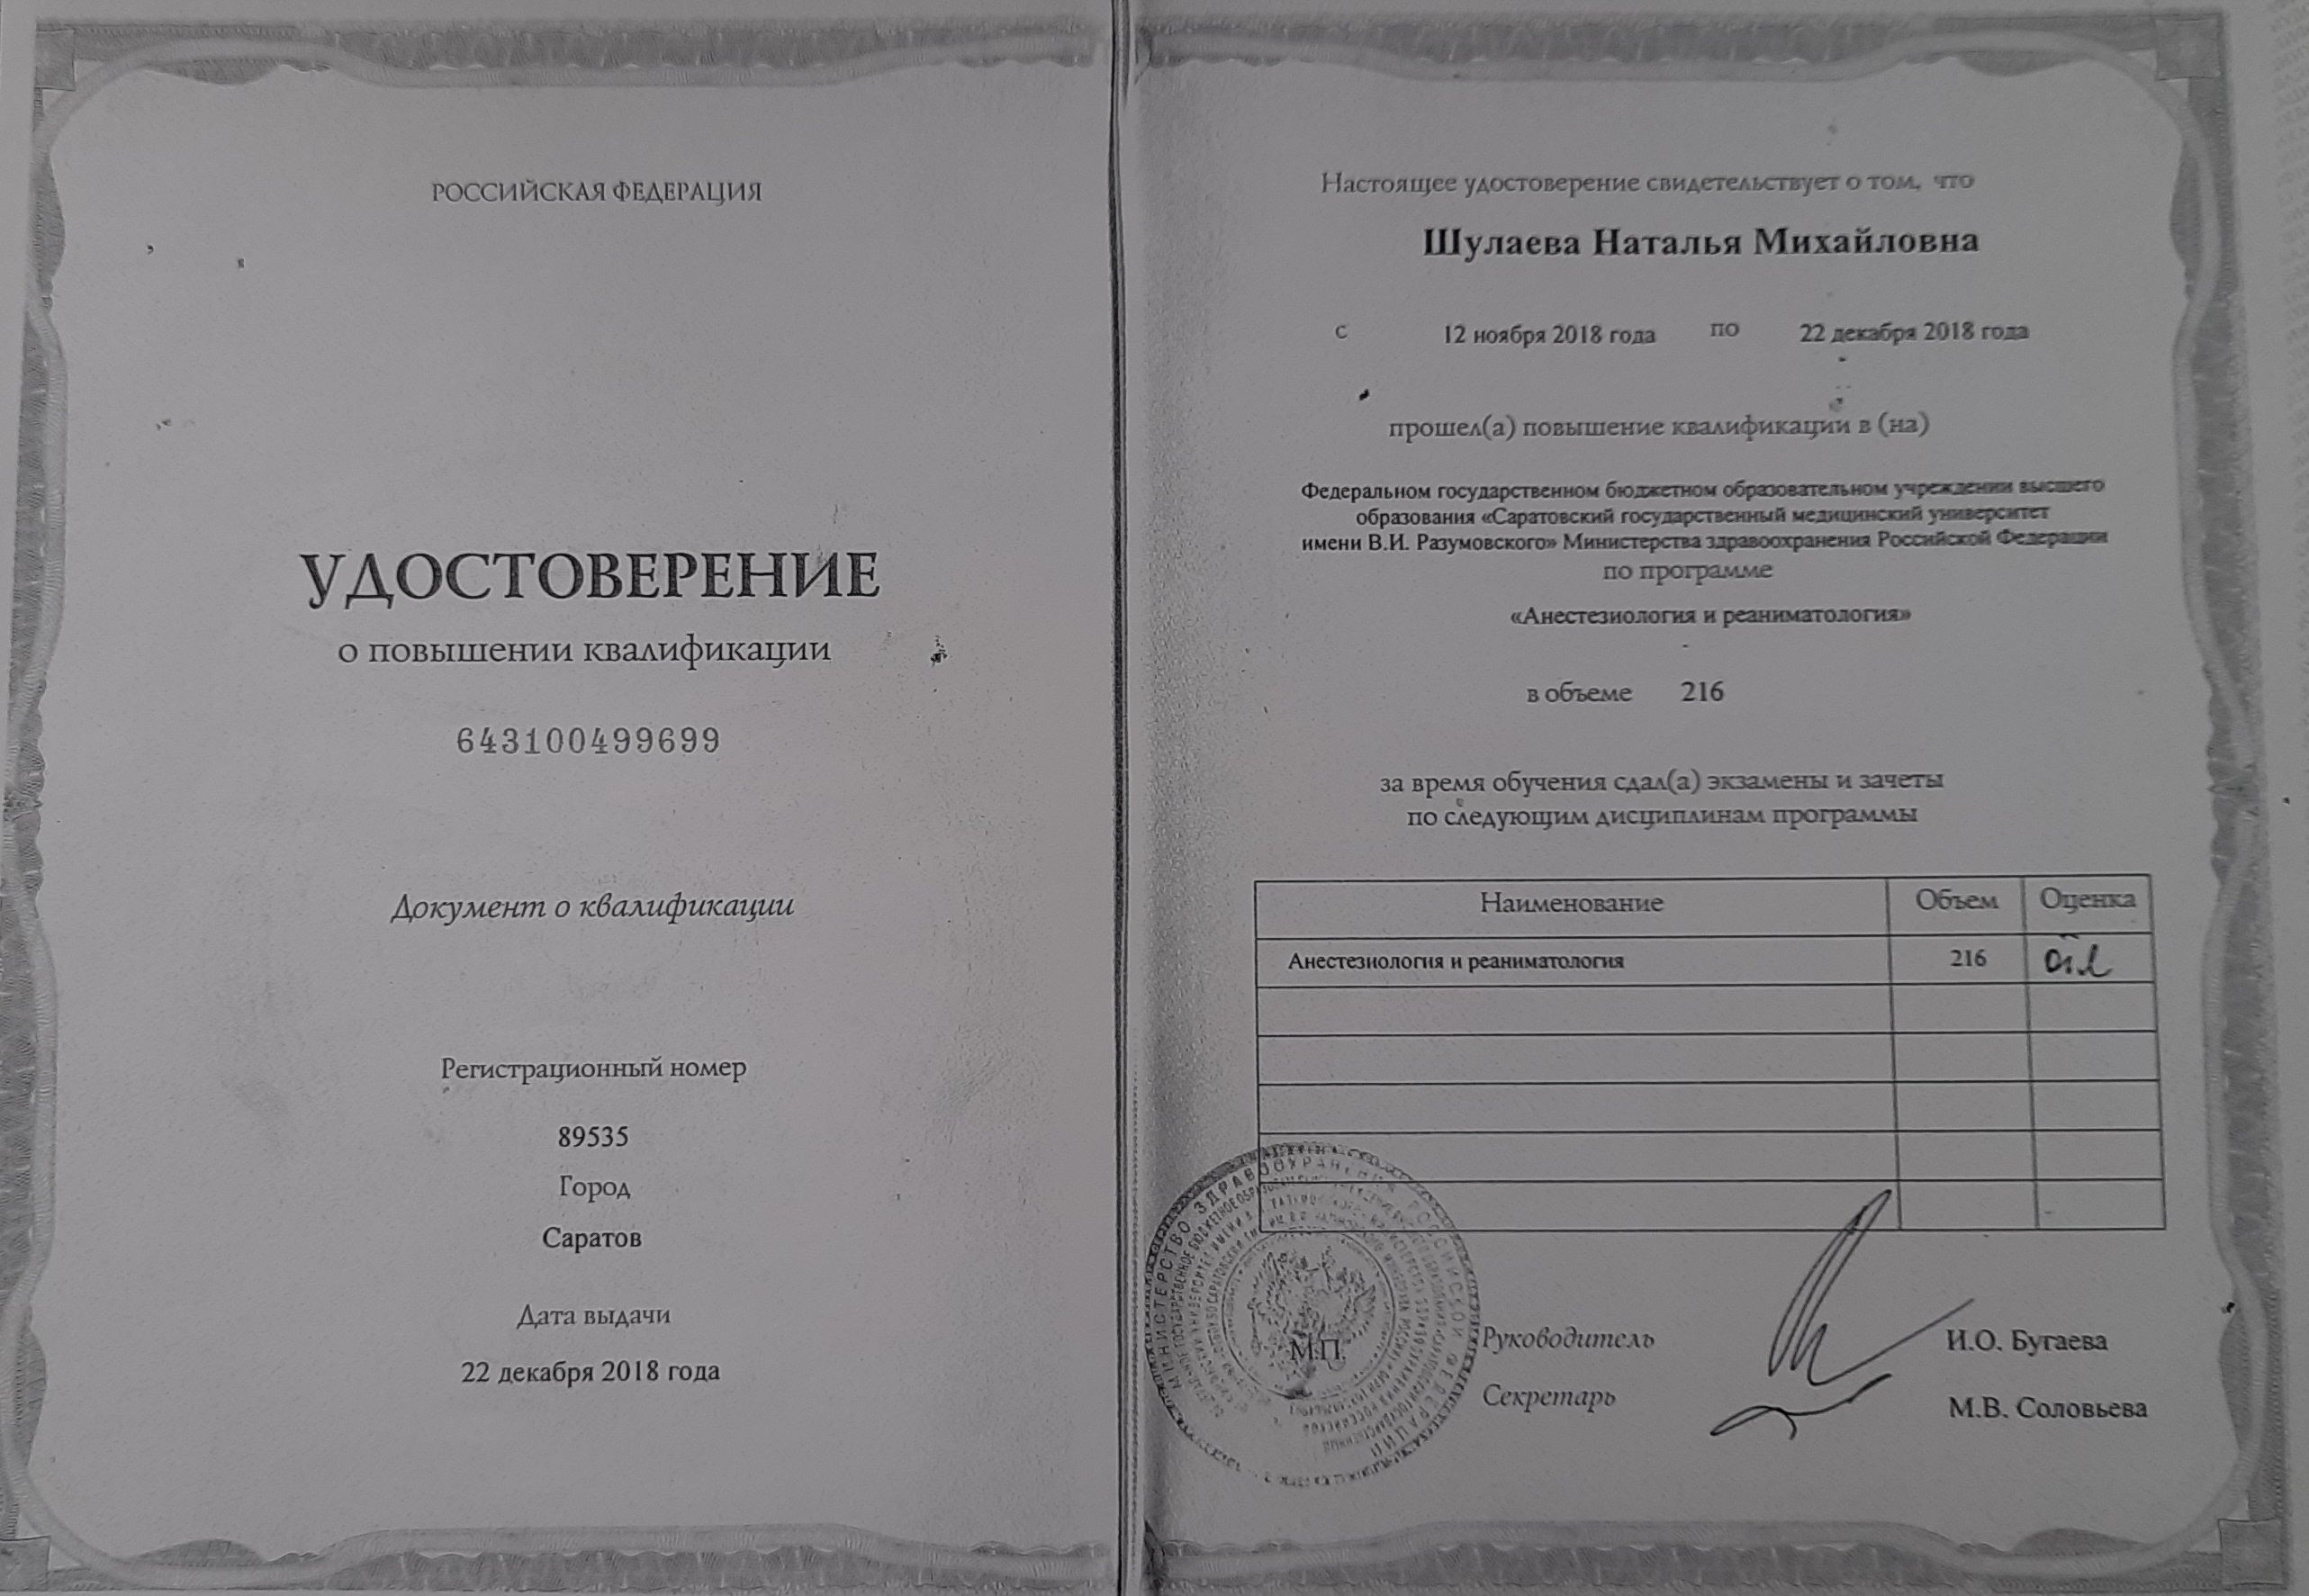 РОССИЙСКАЯ ФЕДЕРАЦИЯ
УДОСТОВЕРЕНИЕ
о повышении квалификации
643100499699
Документ о квалификации
Регистрационный номер
89535
Город
Саратов
Дата выдачи
22 декабря 2018 года
Настоящее удостоверение свидетельствует о том, что
Шулаева Наталья Михайловна
с 12 ноября 2018 года по 22 декабря 2018 года
прошел(а) повышение квалификации в (на)
Федеральном государственном бюджетном образовательном учреждении высшего
образования «Саратовский государственный медицинский университет
имени В.И. Разумовского» Министерства здравоохранения Российской Федерации
по программе
«Анестезиология и реаниматология»
в объеме 216
за время обучения сдал(а) экзамены и зачеты
по следующим дисциплинам программы
Наименование Объем Оценка
Анестезиология и реаниматология 216
МИНИСТЕРСТВО ЗДРАВООХРАНЕНИЯ РОССИЙСКОЙ ФЕДЕРАЦИИ
М.П.
Руководитель И.О. Бугаева
Секретарь М.В. Соловьева